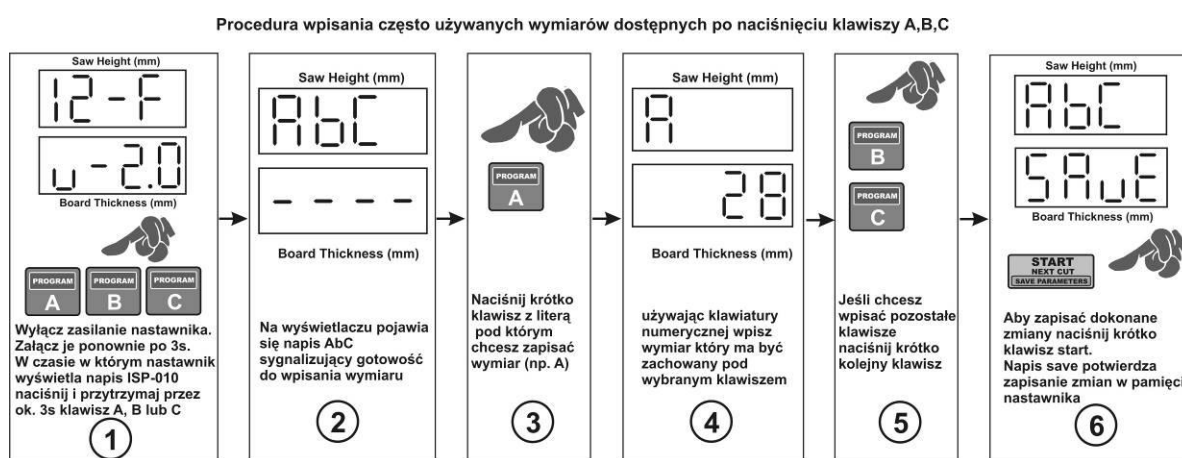 Procedura wpisania często używanych wymiarów dostępnych po naciśnięciu klawiszy A,B,C
Saw Height (mm)
12-F
u-2.0
Board Thickness (mm)
PROGRAM
A
PROGRAM
B
PROGRAM
C
Wyłącz zasilanie nastawnika.
Załącz je ponownie po 3s.
W czasie w którym nastawnik
wyświetla napis ISP-010
naciśnij i przytrzymaj przez
ok. 3s klawisz A, B lub C
1
Saw Height (mm)
AbC
- - - -
Board Thickness (mm)
Na wyświetlaczu pojawia
się napis AbC
sygnalizujący gotowość
do wpisania wymiaru
2
PROGRAM
A
Naciśnij krótko
klawisz z literą
pod którym
chcesz zapisać
wymiar (np. A)
3
Saw Height (mm)
A
28
Board Thickness (mm)
używając klawiatury
numerycznej wpisz
wymiar który ma być
zachowany pod
wybranym klawiszem
4
PROGRAM
B
PROGRAM
C
Jeśli chcesz
wpisać pozostałe
klawisze
naciśnij krótko
kolejny klawisz
5
Saw Height (mm)
AbC
SAuE
Board Thickness (mm)
START
NEXT CUT
SAVE PARAMETERS
Aby zapisać dokonane
zmiany naciśnij krótko
klawisz start.
Napis save potwierdza
zapisanie zmian w pamięci
nastawnika
6